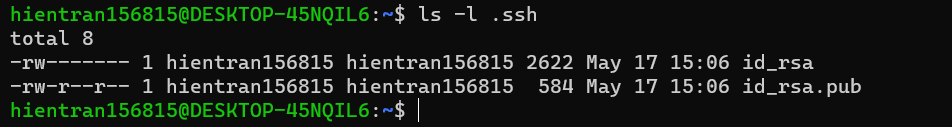 hientran156815@DESKTOP-45NQIL6:~$ ls -l .ssh
total 8
-rw------- 1 hientran156815 hientran156815 2622 May 17 15:06 id_rsa
-rw-r--r-- 1 hientran156815 hientran156815  584 May 17 15:06 id_rsa.pub
hientran156815@DESKTOP-45NQIL6:~$